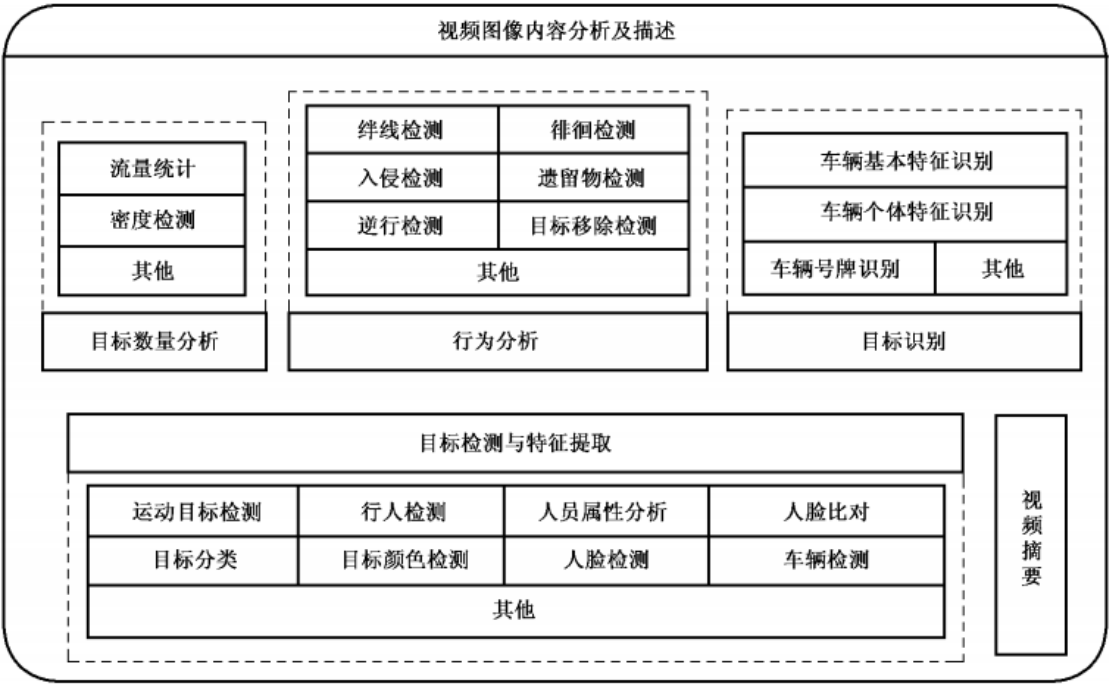 视频图像内容分析及描述
流量统计
密度检测
其他
目标数量分析
绊线检测
徘徊检测
入侵检测
遗留物检测
逆行检测
目标移除检测
其他
行为分析
车辆基本特征识别
车辆个体特征识别
车辆号牌识别
其他
目标识别
目标检测与特征提取
运动目标检测
行人检测
人员属性分析
人脸比对
目标分类
目标颜色检测
人脸检测
车辆检测
其他
视频摘要